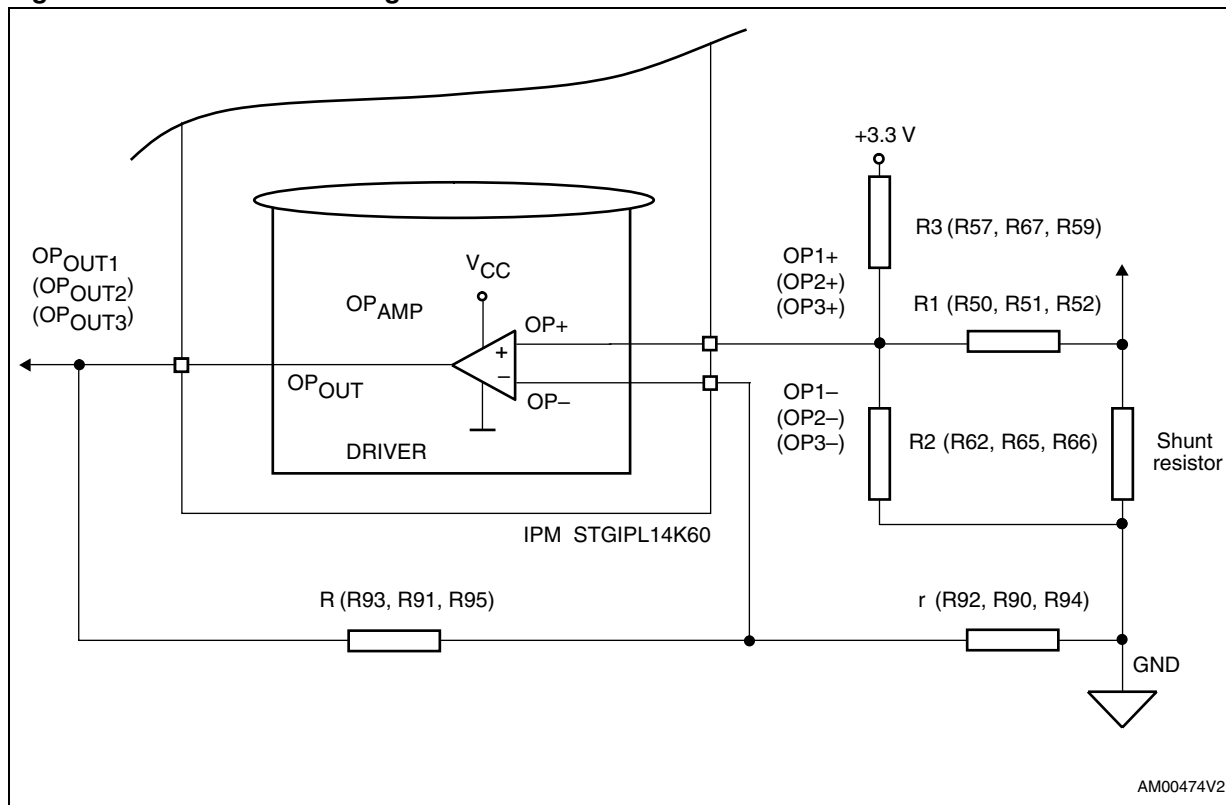 +3.3 V
R3 (R57, R67, R59)
OP1+
(OP2+)
(OP3+)
R1 (R50, R51, R52)
OPOUT1
(OPOUT2)
(OPOUT3)
VCC
OPAMP
OP+
+
−
OP−
OPOUT
DRIVER
OP1−
(OP2−)
(OP3−)
R2 (R62, R65, R66)
Shunt
resistor
IPM STGIPL14K60
R (R93, R91, R95)
r (R92, R90, R94)
GND
AM00474V2